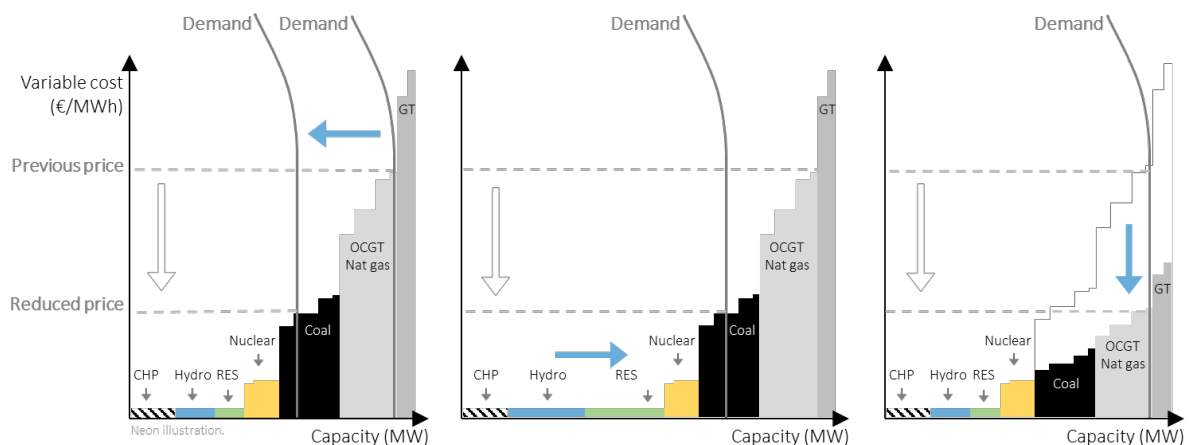 Demand Demand
Variable cost
(€/MWh)
GT
Previous price
OCGT
Nat gas
Reduced price
Coal
Nuclear
CHP Hydro RES
Neon illustration.
Capacity (MW)
Demand
GT
OCGT
Nat gas
Coal
Nuclear
CHP Hydro RES
Capacity (MW)
Demand
GT
Nuclear
OCGT
Nat gas
CHP Hydro RES
Coal
Capacity (MW)